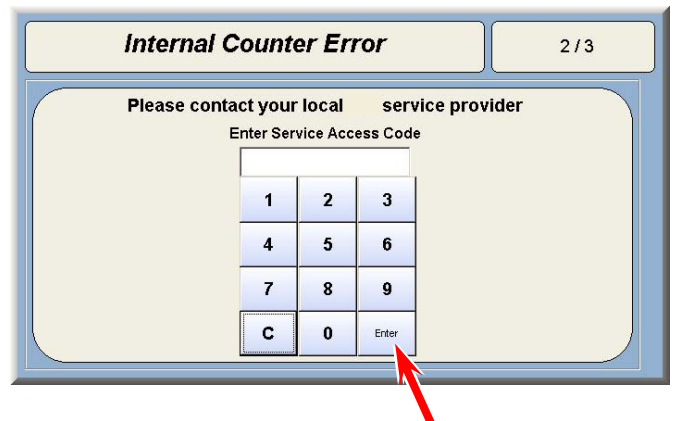 Internal Counter Error
2 / 3
Please contact your local service provider
Enter Service Access Code
1 2 3
4 5 6
7 8 9
C 0 Enter